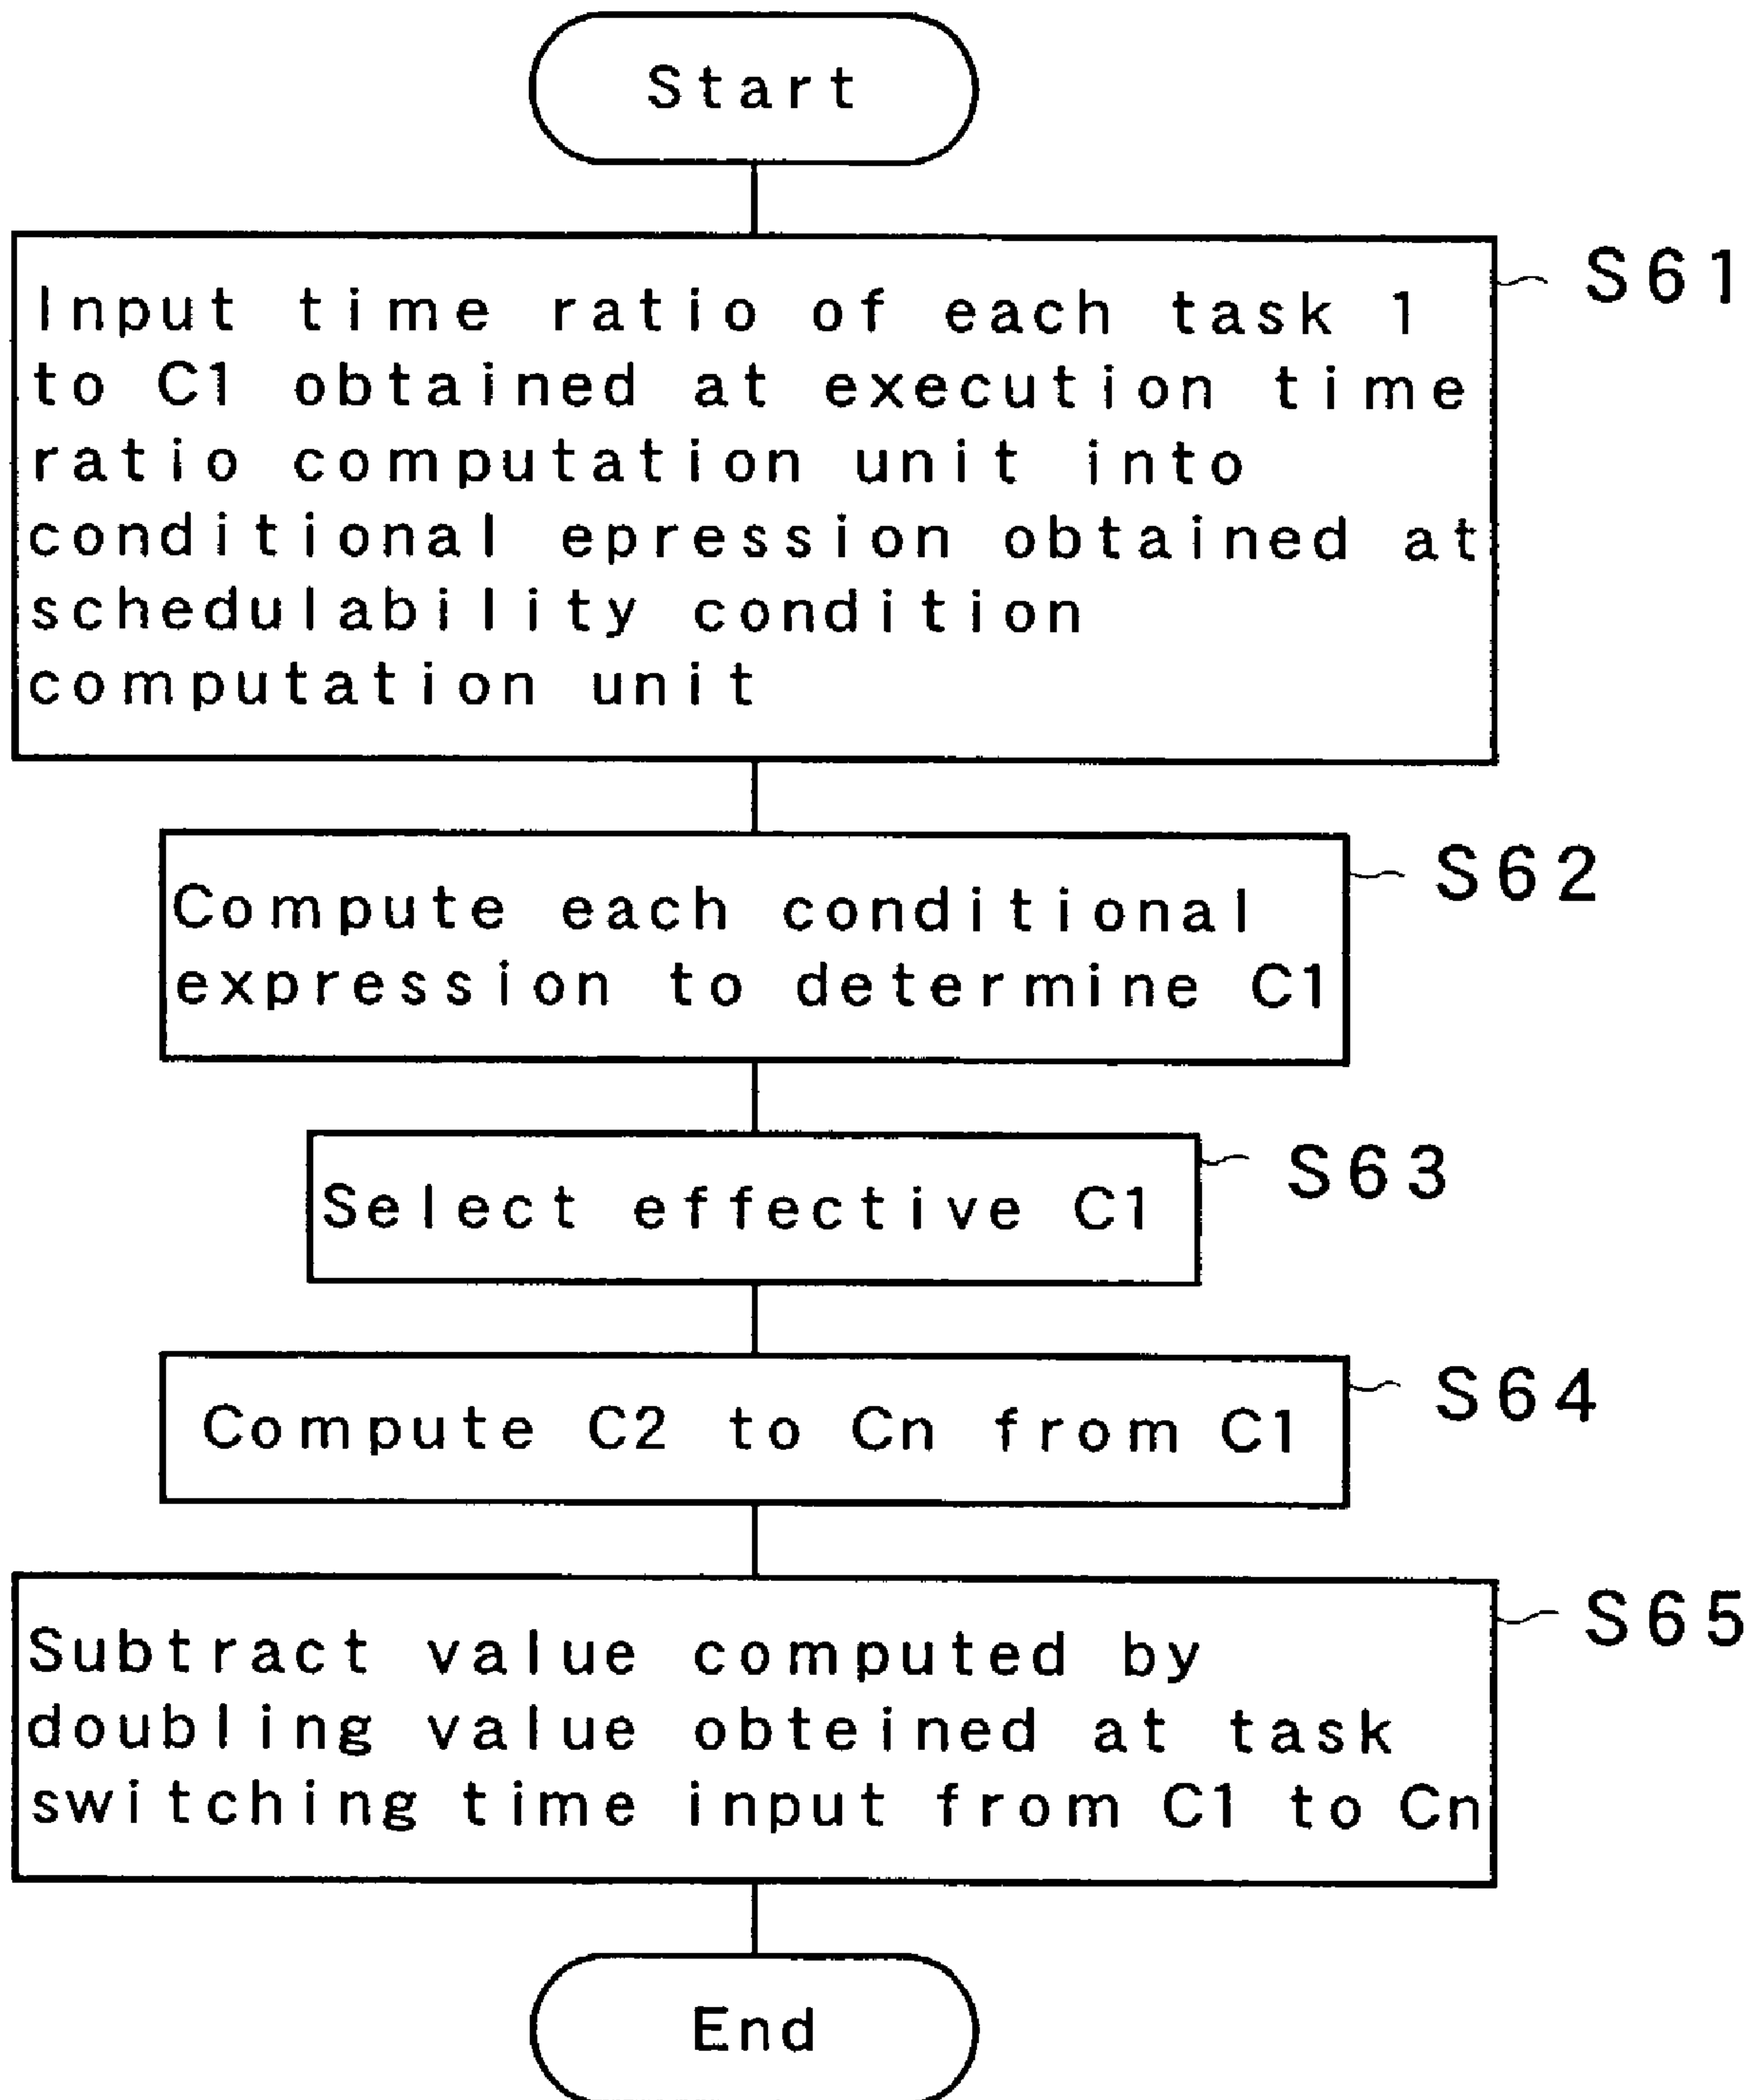 Start
S61
Input time ratio of each task 1
to C1 obtained at execution time
ratio computation unit into
conditional epression obtained at
schedulability condition
computation unit
S62
Compute each conditional
expression to determine C1
S63
Select effective C1
S64
Compute C2 to Cn from C1
S65
Subtract value computed by
doubling value obteined at task
switching time input from C1 to Cn
End